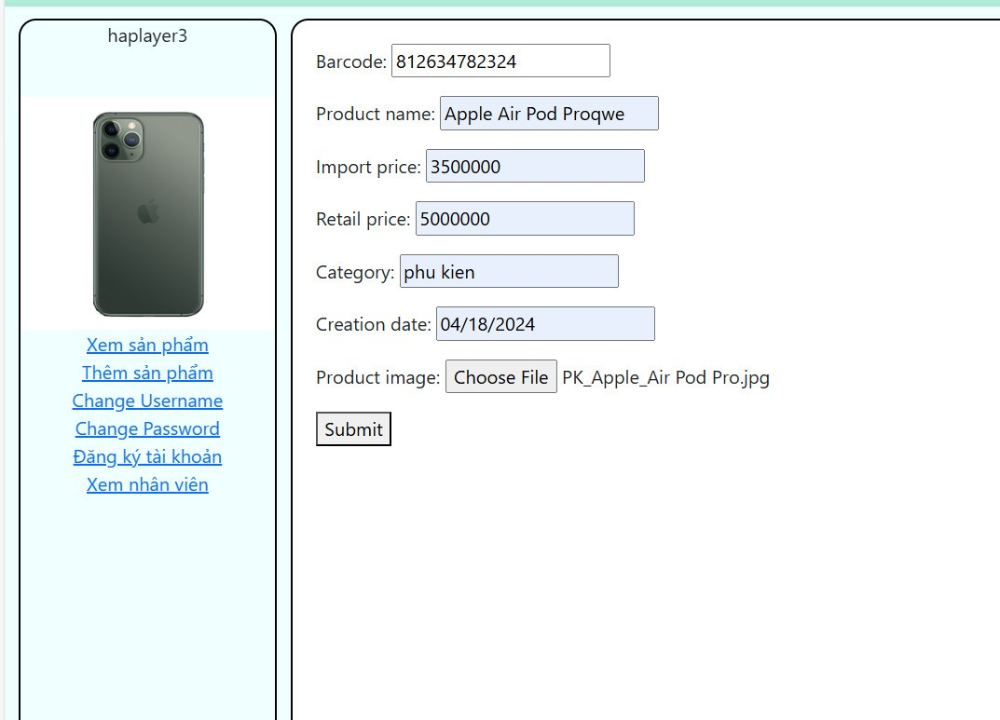 haplayer3
Xem sản phẩm
Thêm sản phẩm
Change Username
Change Password
Đăng ký tài khoản
Xem nhân viên
Barcode: 812634782324
Product name: Apple Air Pod Proqwe
Import price: 3500000
Retail price: 5000000
Category: phu kien
Creation date: 04/18/2024
Product image: Choose File PK_Apple_Air Pod Pro.jpg
Submit